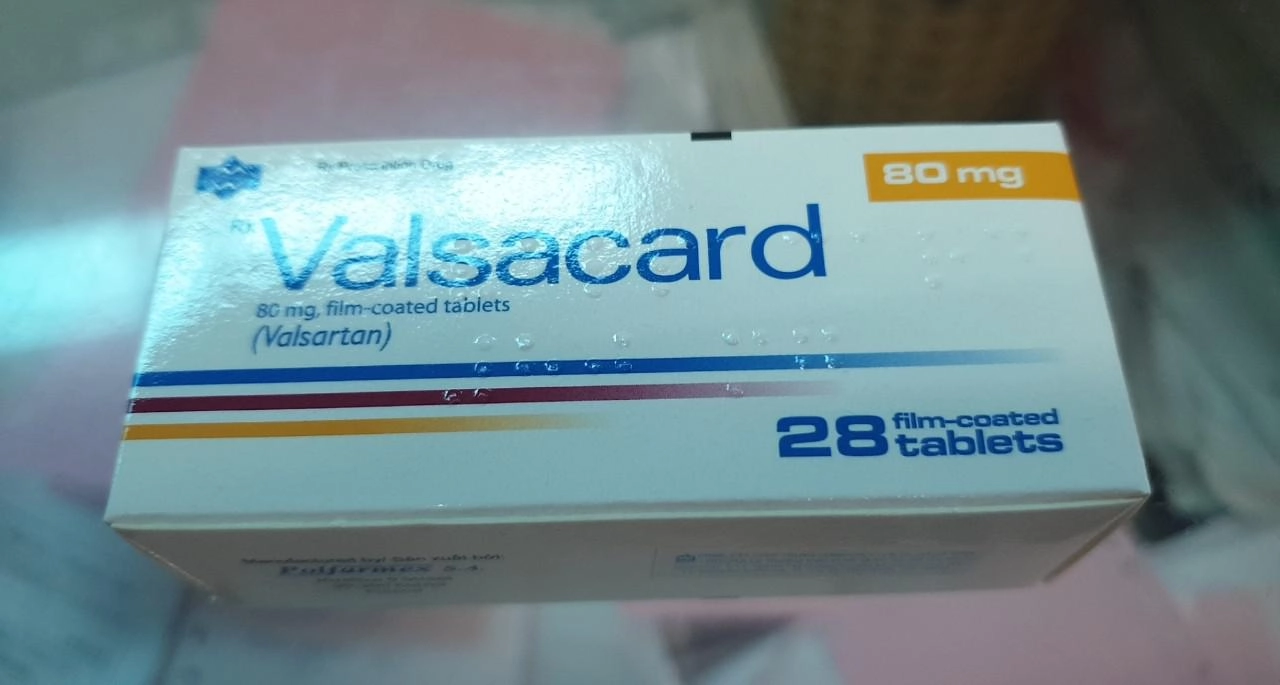 Rx Prescription Drug
80 mg
Rx Valsacard
80 mg, film-coated tablets
(Valsartan)
28 film-coated
tablets
Manufactured by/ Sản xuất bởi:
Polfarmex S.A.